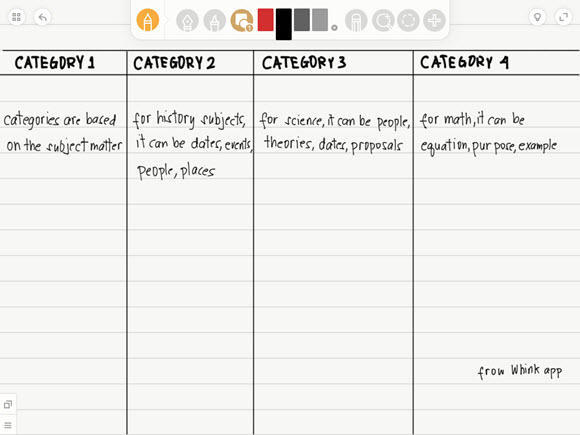 CATEGORY 1
CATEGORY 2
CATEGORY 3
CATEGORY 4
categories are based
on the subject matter
for history subjects,
it can be dates, events,
people, places
for science, it can be people,
theories, dates, proposals
for math, it can be
equation, purpose, example
from Whink app